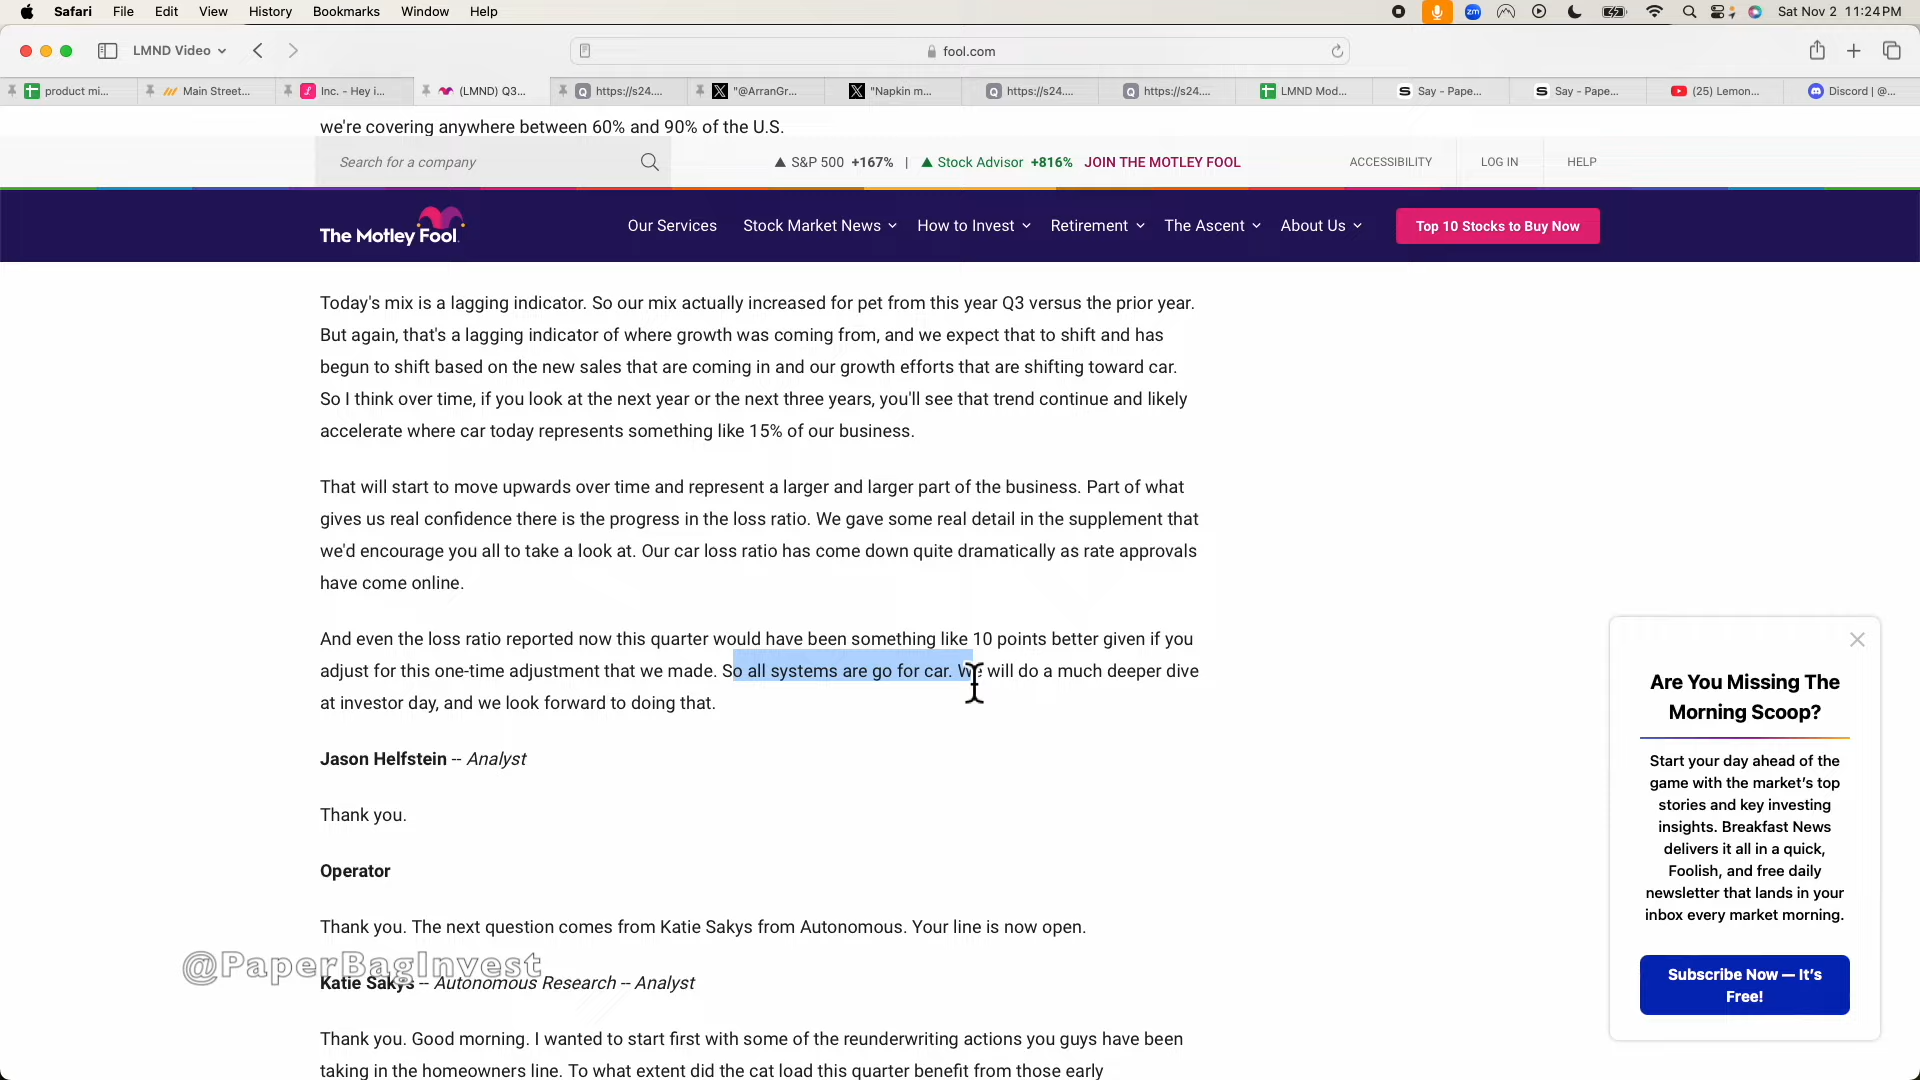 Safari File Edit View History Bookmarks Window Help zm Sat Nov 2 11:24 PM
LMND Video fool.com
product mi... Main Street... Inc. - Hey i... (LMND) Q3... https://s24.... "@ArranGr... "Napkin m... https://s24.... https://s24.... LMND Mod... Say - Pape... Say - Pape... (25) Lemon... Discord | @...
we're covering anywhere between 60% and 90% of the U.S.
Search for a company ▲ S&P 500 +167% | ▲ Stock Advisor +816% JOIN THE MOTLEY FOOL ACCESSIBILITY LOG IN HELP
The Motley Fool. Our Services Stock Market News How to Invest Retirement The Ascent About Us Top 10 Stocks to Buy Now
Today's mix is a lagging indicator. So our mix actually increased for pet from this year Q3 versus the prior year.
But again, that's a lagging indicator of where growth was coming from, and we expect that to shift and has
begun to shift based on the new sales that are coming in and our growth efforts that are shifting toward car.
So I think over time, if you look at the next year or the next three years, you'll see that trend continue and likely
accelerate where car today represents something like 15% of our business.
That will start to move upwards over time and represent a larger and larger part of the business. Part of what
gives us real confidence there is the progress in the loss ratio. We gave some real detail in the supplement that
we'd encourage you all to take a look at. Our car loss ratio has come down quite dramatically as rate approvals
have come online.
And even the loss ratio reported now this quarter would have been something like 10 points better given if you
adjust for this one-time adjustment that we made. So all systems are go for car. We will do a much deeper dive
at investor day, and we look forward to doing that.
Jason Helfstein -- Analyst
Thank you.
Operator
Thank you. The next question comes from Katie Sakys from Autonomous. Your line is now open.
@PaperBagInvest
Katie Sakys -- Autonomous Research -- Analyst
Thank you. Good morning. I wanted to start first with some of the reunderwriting actions you guys have been
taking in the homeowners line. To what extent did the cat load this quarter benefit from those early
Are You Missing The
Morning Scoop?
Start your day ahead of the
game with the market's top
stories and key investing
insights. Breakfast News
delivers it all in a quick,
Foolish, and free daily
newsletter that lands in your
inbox every market morning.
Subscribe Now — It's
Free!